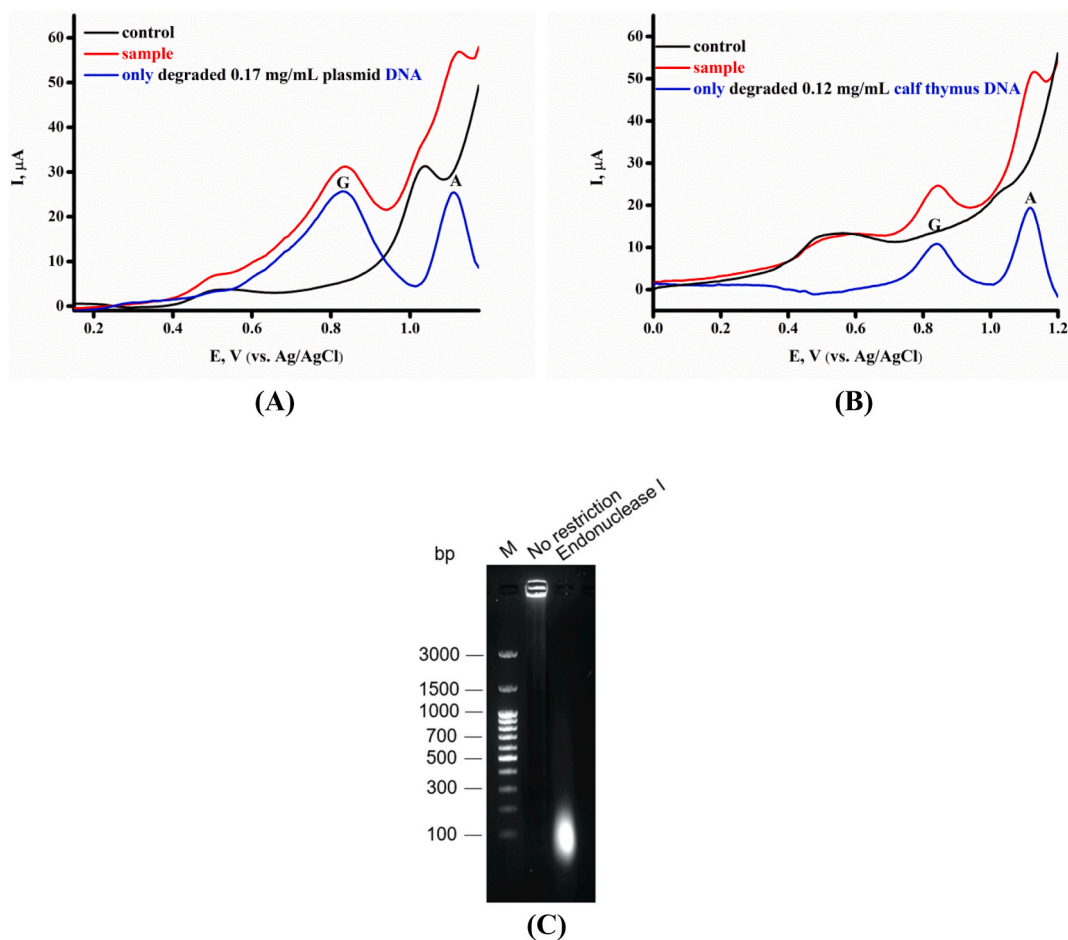 60
50
40
30
20
10
0
I, µA
control
sample
only degraded 0.17 mg/mL plasmid DNA
G
A
0.2 0.4 0.6 0.8 1.0
E, V (vs. Ag/AgCl)
(A)
60
50
40
30
20
10
0
I, µA
control
sample
only degraded 0.12 mg/mL calf thymus DNA
G
A
0.0 0.2 0.4 0.6 0.8 1.0 1.2
E, V (vs. Ag/AgCl)
(B)
bp
M
No restriction
Endonuclease I
3000
1500
1000
700
500
300
100
(C)